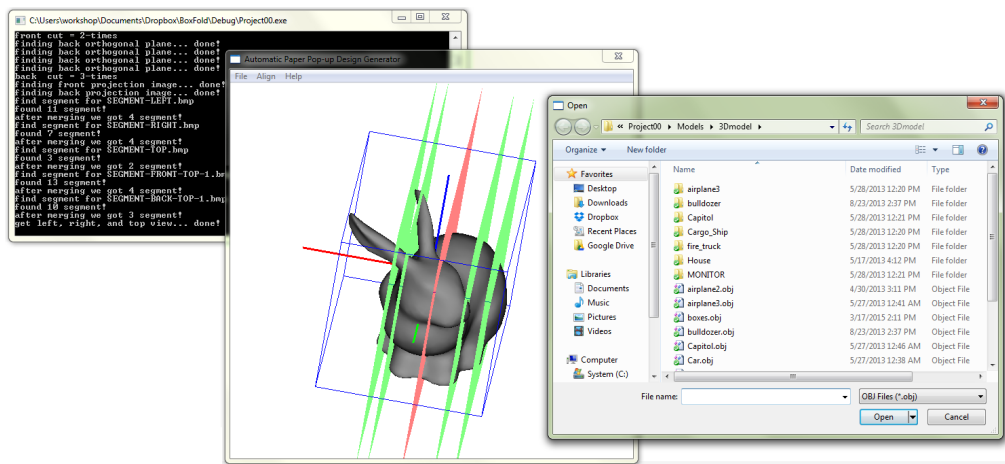 C:\Users\workshop\Documents\Dropbox\BoxFold\Debug\Project00.exe
front cut = 2-times
finding back orthogonal plane... done!
finding back orthogonal plane... done!
finding back orthogonal plane... done!
finding back orthogonal plane... done!
back cut = 3-times
finding front projection image... done!
finding back projection image... done!
find segment for SEGMENT-LEFT.bmp
found 11 segment!
after merging we got 4 segment!
find segment for SEGMENT-RIGHT.bmp
found 7 segment!
after merging we got 4 segment!
find segment for SEGMENT-TOP.bmp
found 3 segment!
after merging we got 2 segment!
find segment for SEGMENT-FRONT-TOP-1.bm
found 13 segment!
after merging we got 4 segment!
find segment for SEGMENT-BACK-TOP-1.bmp
found 10 segment!
after merging we got 3 segment!
get left, right, and top view... done!
Automatic Paper Pop-up Design Generator
File Align Help
Open
« Project00 Models 3Dmodel
Search 3Dmodel
Organize New folder
Name Date modified Type
Favorites
Desktop
Downloads
Dropbox
Recent Places
Google Drive
Libraries
Documents
Music
Pictures
Videos
Computer
System (C:)
airplane3 5/28/2013 12:20 PM File folder
bulldozer 8/23/2013 2:37 PM File folder
Capitol 5/28/2013 12:21 PM File folder
Cargo_Ship 5/28/2013 12:20 PM File folder
fire_truck 5/28/2013 12:20 PM File folder
House 5/17/2013 4:12 PM File folder
MONITOR 5/28/2013 12:21 PM File folder
airplane2.obj 4/30/2013 3:11 PM Object File
airplane3.obj 5/27/2013 12:41 AM Object File
boxes.obj 3/17/2015 2:11 PM Object File
bulldozer.obj 8/23/2013 2:37 PM Object File
Capitol.obj 5/27/2013 12:46 AM Object File
Car.obj 5/27/2013 12:38 AM Object File
File name:
OBJ Files (*.obj)
Open Cancel